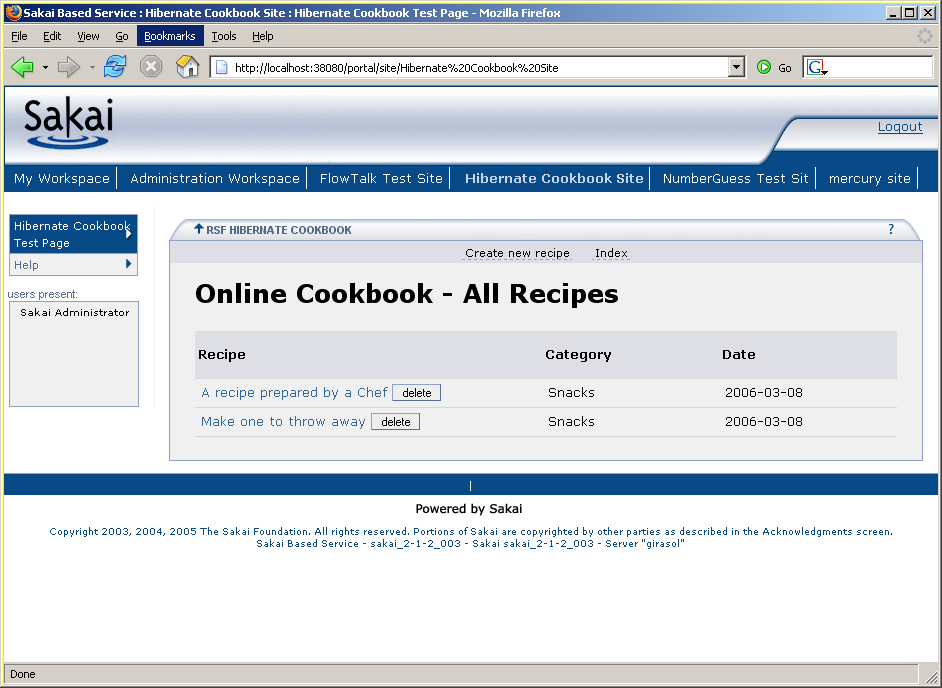 Sakai Based Service : Hibernate Cookbook Site : Hibernate Cookbook Test Page - Mozilla Firefox
File Edit View Go Bookmarks Tools Help
http://localhost:38080/portal/site/Hibernate%20Cookbook%20Site Go G
Sakai
Logout
My Workspace Administration Workspace FlowTalk Test Site Hibernate Cookbook Site NumberGuess Test Sit mercury site
Hibernate Cookbook
Test Page
Help
users present:
Sakai Administrator
RSF HIBERNATE COOKBOOK ?
Create new recipe Index
Online Cookbook - All Recipes
Recipe Category Date
A recipe prepared by a Chef delete Snacks 2006-03-08
Make one to throw away delete Snacks 2006-03-08
|
Powered by Sakai
Copyright 2003, 2004, 2005 The Sakai Foundation. All rights reserved. Portions of Sakai are copyrighted by other parties as described in the Acknowledgments screen.
Sakai Based Service - sakai_2-1-2_003 - Sakai sakai_2-1-2_003 - Server "girasol"
Done